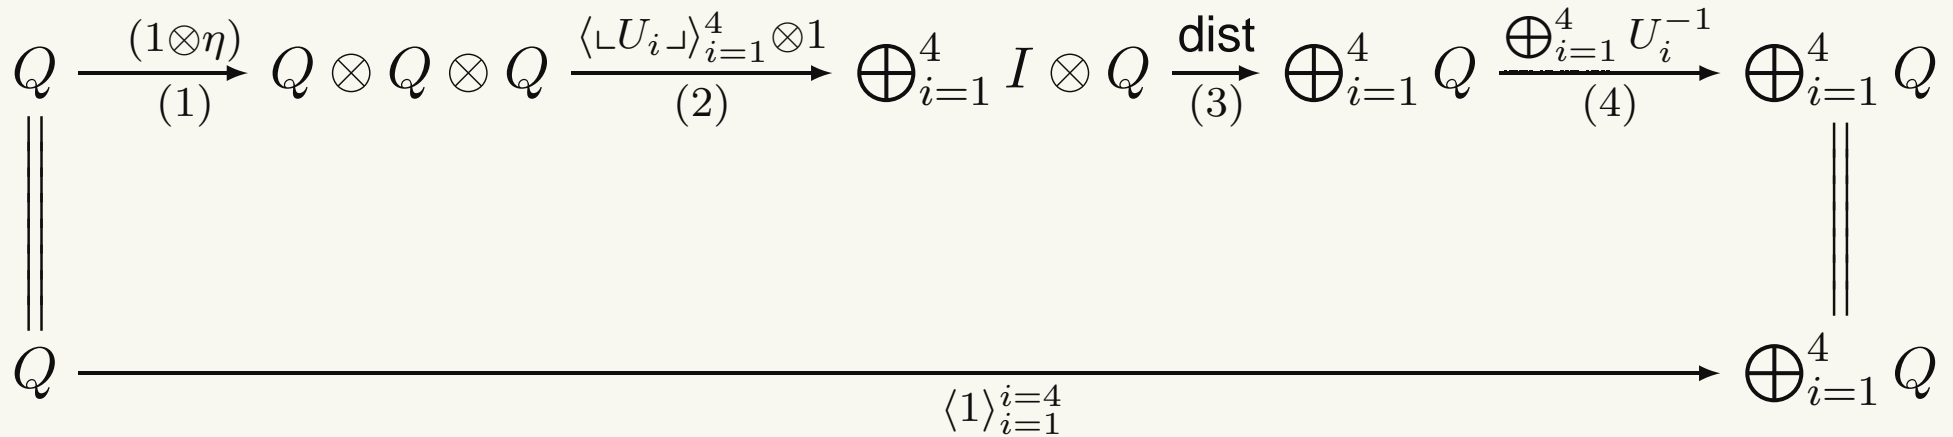 Q (1⊗η) (1) Q ⊗ Q ⊗ Q ⟨⌞U_i⌟⟩_{i=1}^4⊗1 (2) ⊕_{i=1}^4 I ⊗ Q dist (3) ⊕_{i=1}^4 Q ⊕_{i=1}^4 U_i^{-1} (4) ⊕_{i=1}^4 Q
Q ⟨1⟩_{i=1}^{i=4} ⊕_{i=1}^4 Q